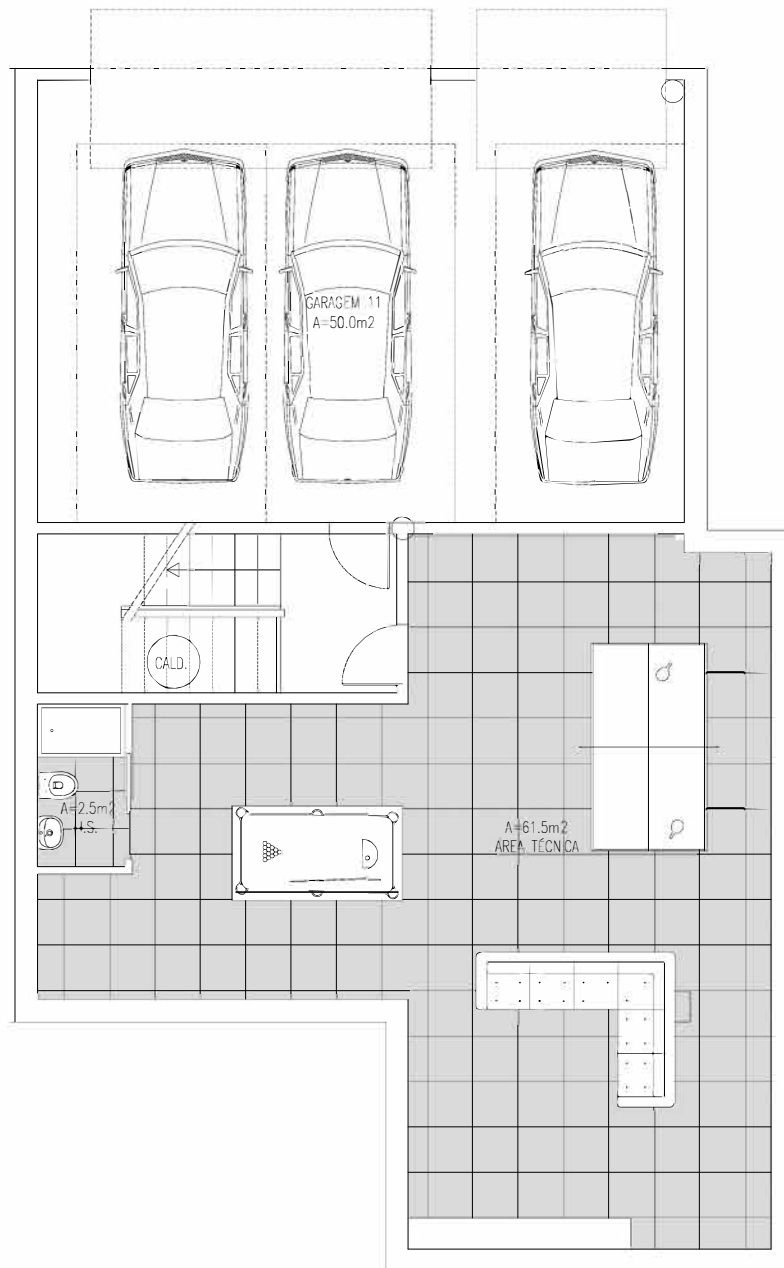 GARAGEM 11
A=50.0m2
CALD.
A=2.5m2
I.S.
A=61.5m2
ÁREA TÉCNICA